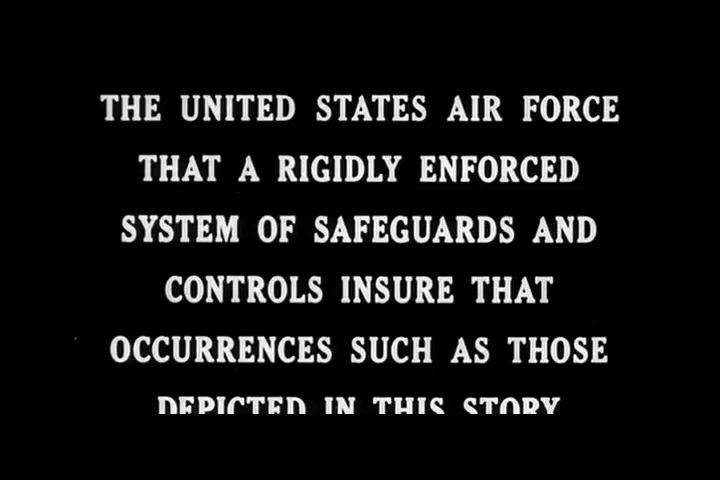 THE UNITED STATES AIR FORCE
THAT A RIGIDLY ENFORCED
SYSTEM OF SAFEGUARDS AND
CONTROLS INSURE THAT
OCCURRENCES SUCH AS THOSE
DEPICTED IN THIS STORY